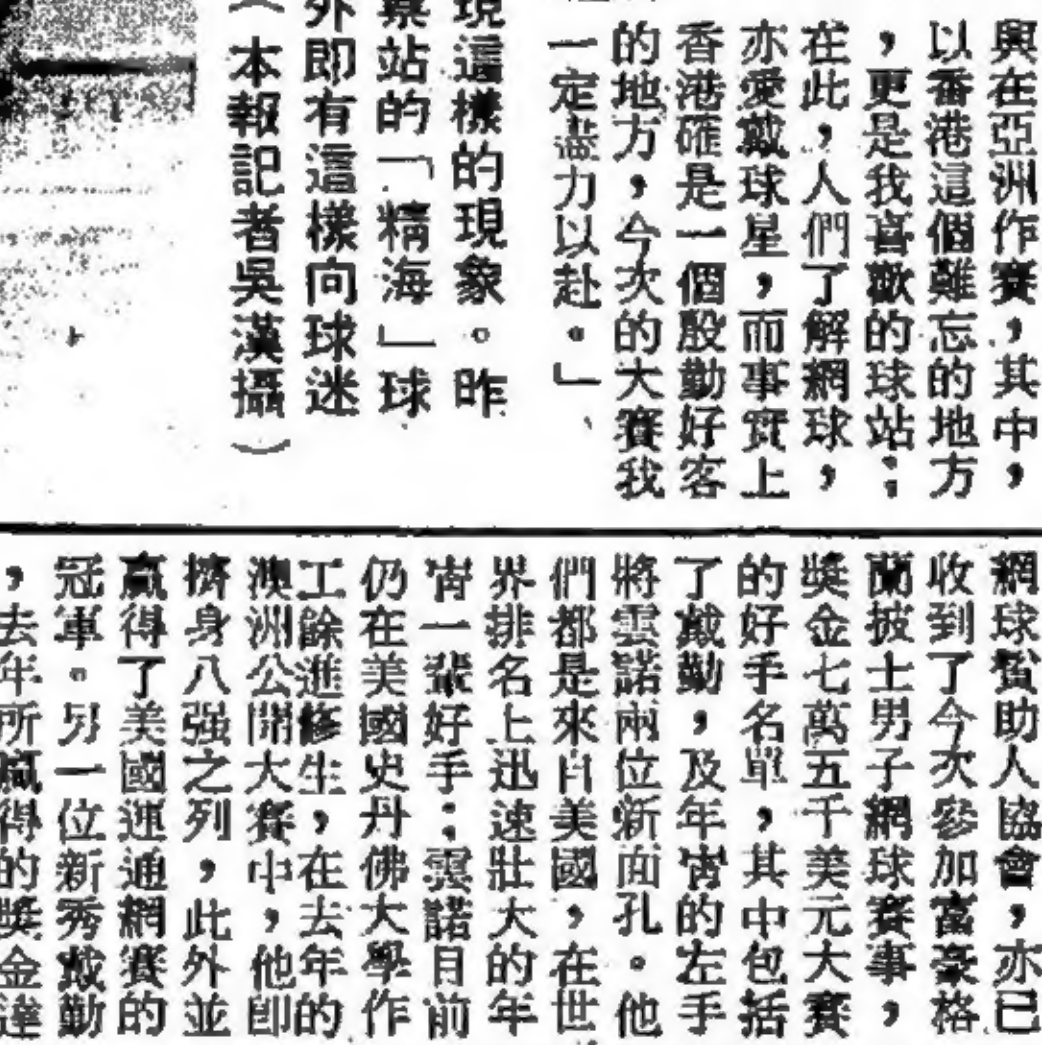 興在亞洲作賽，其中，
以香港這個難忘的地方
，更是我喜歡的球站；
在此，人們了解網球，
亦愛戴球星，而事實上
香港確是一個殷勤好客
的地方，今次的大賽我
一定盡力以赴。」
現這樣的現象。昨
站的「精海」球
外即有這樣向球迷
（本報記者吳漢攝）
網球贊助人協會，亦已
收到了今次參加富豪格
蘭披士男子網球賽事，
獎金七萬五千美元大賽
的好手名單，其中包括
了戴勤，及年靑的左手
將雲諾兩位新面孔。他
們都是來自美國，在世
界排名上迅速壯大的年
靑一輩好手：雲諾目前
仍在美國史丹佛大學作
工餘進修生，在去年的
澳洲公開大賽中，他即
擠身八强之列，此外並
贏得了美國運通網賽的
冠軍。另一位新秀戴勤
，去年所贏得的獎金達